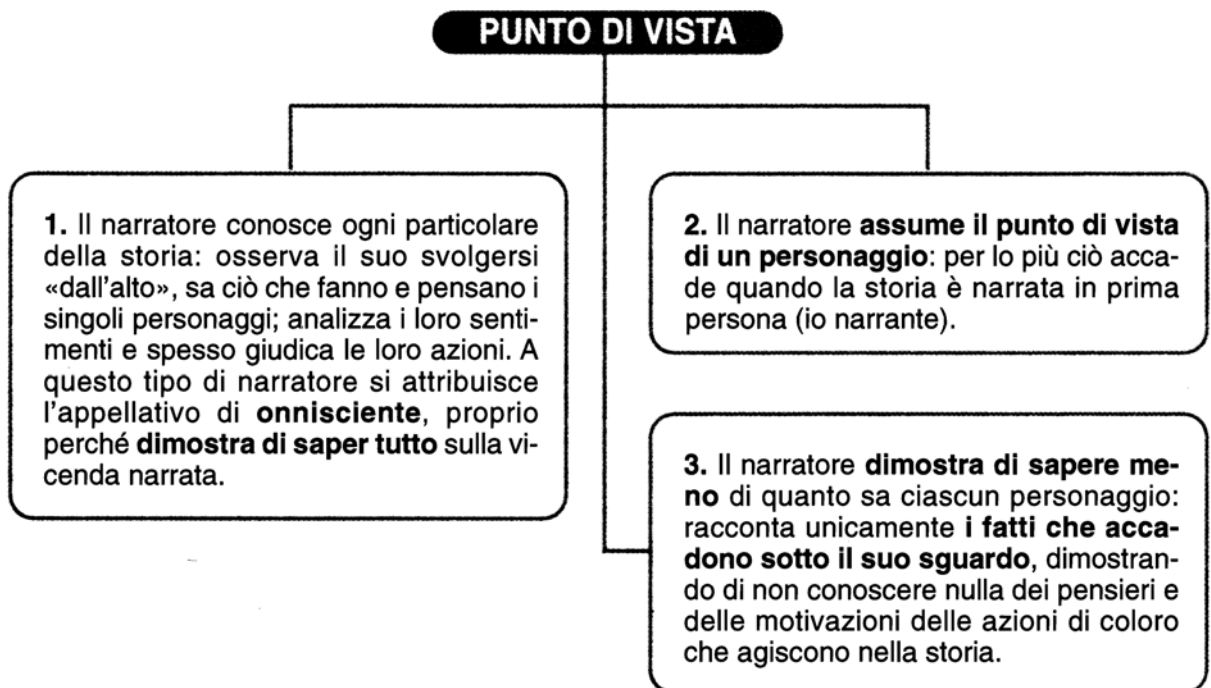 PUNTO DI VISTA
1. Il narratore conosce ogni particolare
della storia: osserva il suo svolgersi
«dall'alto», sa ciò che fanno e pensano i
singoli personaggi; analizza i loro senti-
menti e spesso giudica le loro azioni. A
questo tipo di narratore si attribuisce
l'appellativo di onnisciente, proprio
perché dimostra di saper tutto sulla vi-
cenda narrata.
2. Il narratore assume il punto di vista
di un personaggio: per lo più ciò acca-
de quando la storia è narrata in prima
persona (io narrante).
3. Il narratore dimostra di sapere me-
no di quanto sa ciascun personaggio:
racconta unicamente i fatti che acca-
dono sotto il suo sguardo, dimostran-
do di non conoscere nulla dei pensieri e
delle motivazioni delle azioni di coloro
che agiscono nella storia.